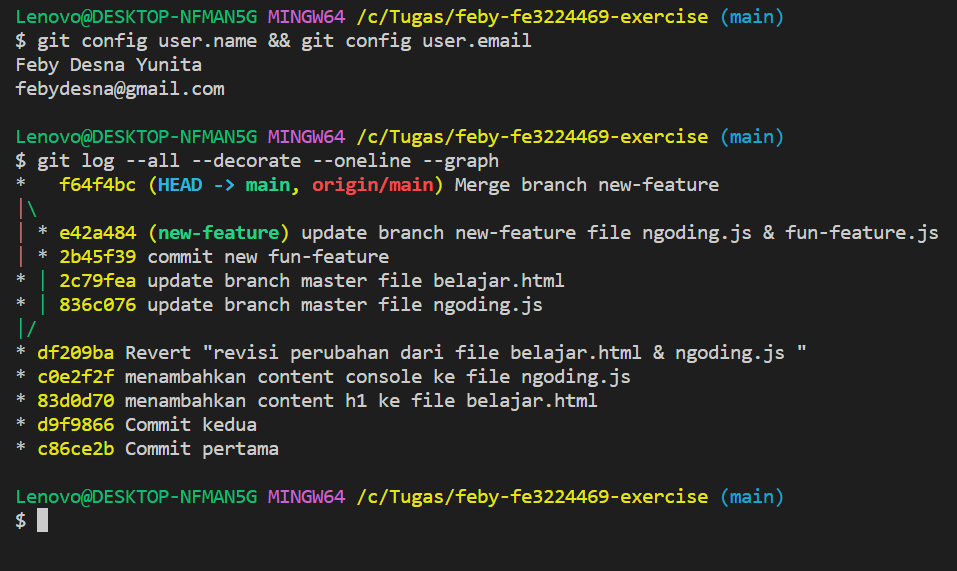 Lenovo@DESKTOP-NFMAN5G MINGW64 /c/Tugas/feby-fe3224469-exercise (main)
$ git config user.name && git config user.email
Feby Desna Yunita
febydesna@gmail.com
Lenovo@DESKTOP-NFMAN5G MINGW64 /c/Tugas/feby-fe3224469-exercise (main)
$ git log --all --decorate --oneline --graph
*   f64f4bc (HEAD -> main, origin/main) Merge branch new-feature
|\
| * e42a484 (new-feature) update branch new-feature file ngoding.js & fun-feature.js
| * 2b45f39 commit new fun-feature
* | 2c79fea update branch master file belajar.html
* | 836c076 update branch master file ngoding.js
|/
* df209ba Revert "revisi perubahan dari file belajar.html & ngoding.js "
* c0e2f2f menambahkan content console ke file ngoding.js
* 83d0d70 menambahkan content h1 ke file belajar.html
* d9f9866 Commit kedua
* c86ce2b Commit pertama
Lenovo@DESKTOP-NFMAN5G MINGW64 /c/Tugas/feby-fe3224469-exercise (main)
$